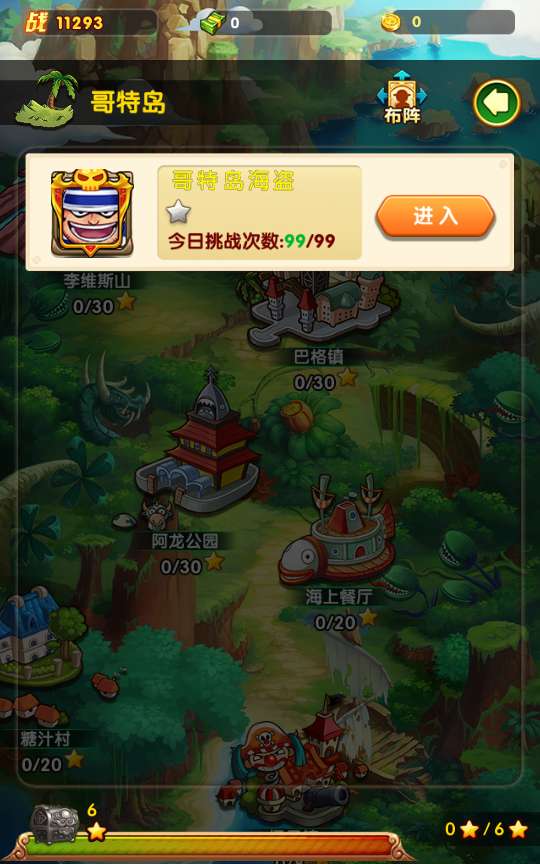 战 11293
0
0
哥特岛
布阵
哥特岛海盗
进入
今日挑战次数:99/99
李维斯山
0/30
巴格镇
0/30
阿龙公园
0/30
海上餐厅
0/20
糖汁村
0/20
6
0/6